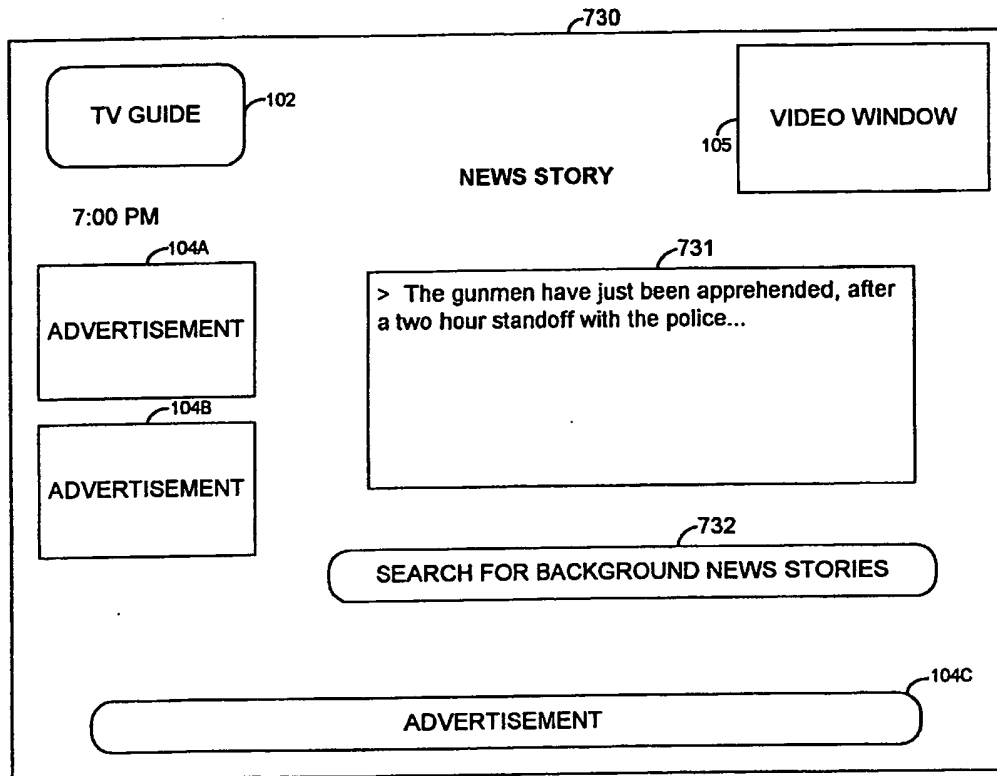 730
TV GUIDE
102
VIDEO WINDOW
105
NEWS STORY
7:00 PM
104A
ADVERTISEMENT
731
> The gunmen have just been apprehended, after
a two hour standoff with the police...
104B
ADVERTISEMENT
732
SEARCH FOR BACKGROUND NEWS STORIES
104C
ADVERTISEMENT